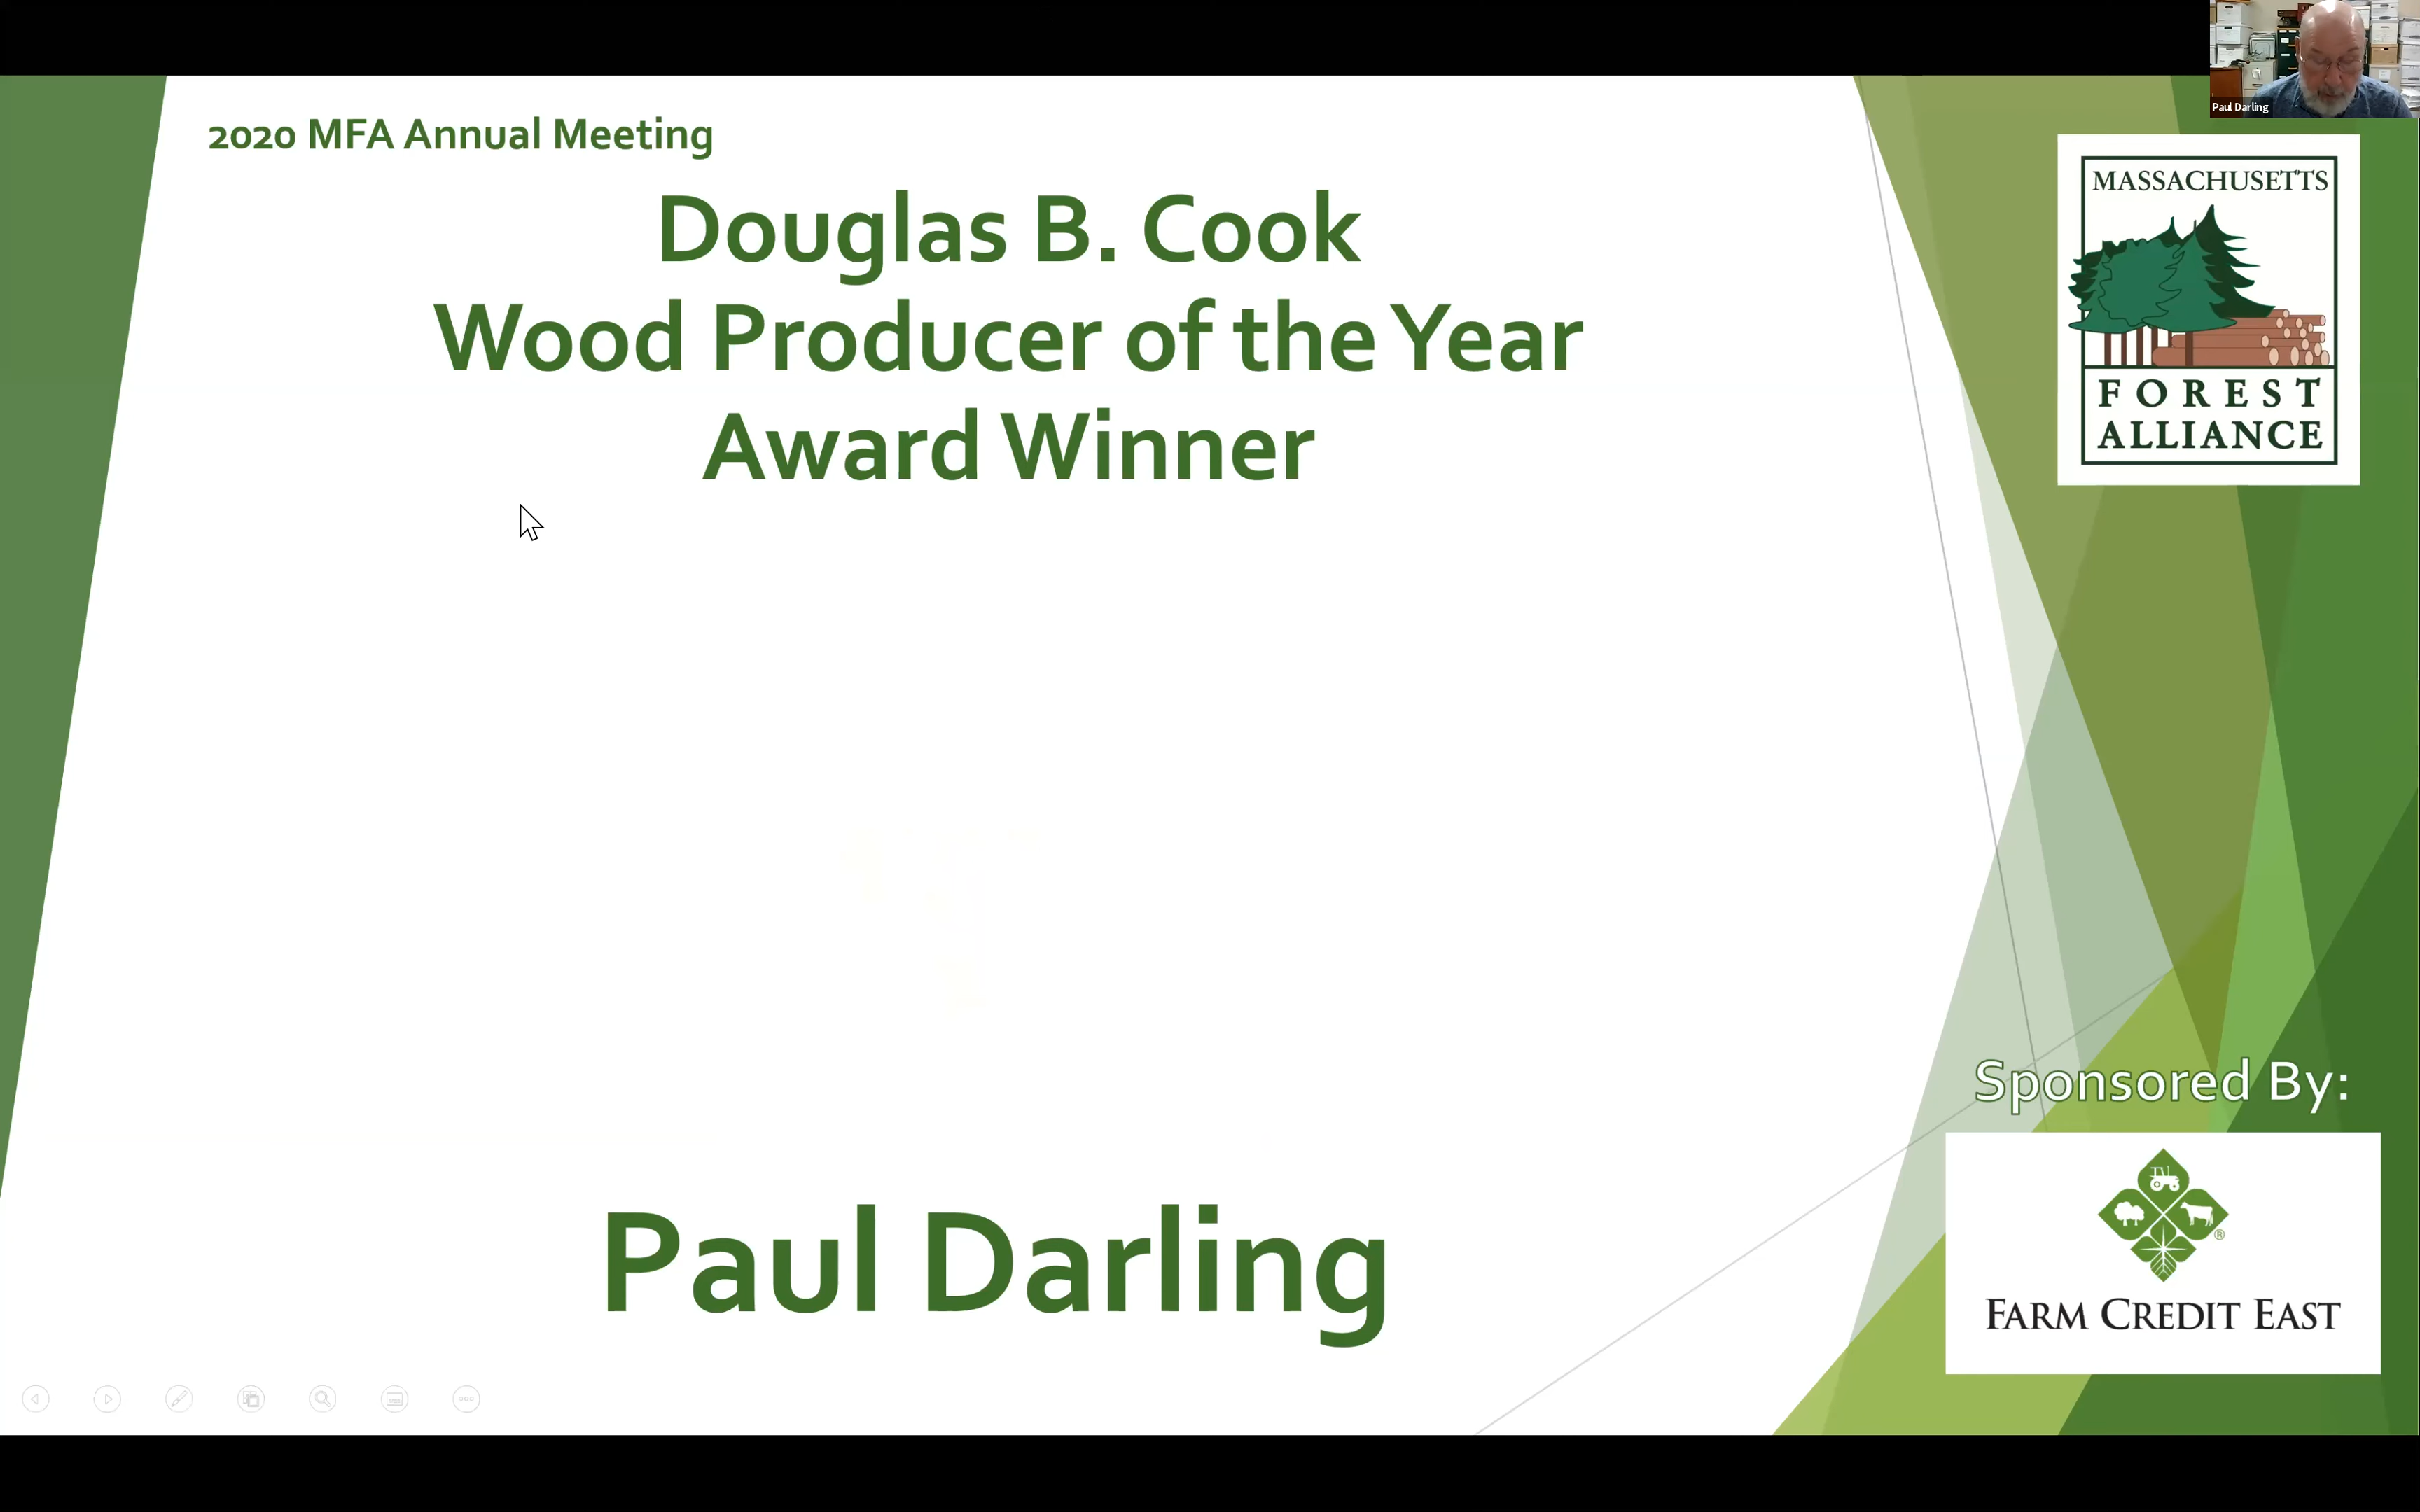 Paul Darling
2020 MFA Annual Meeting
Douglas B. Cook
Wood Producer of the Year
Award Winner
MASSACHUSETTS
FOREST
ALLIANCE
Paul Darling
Sponsored By:
FARM CREDIT EAST